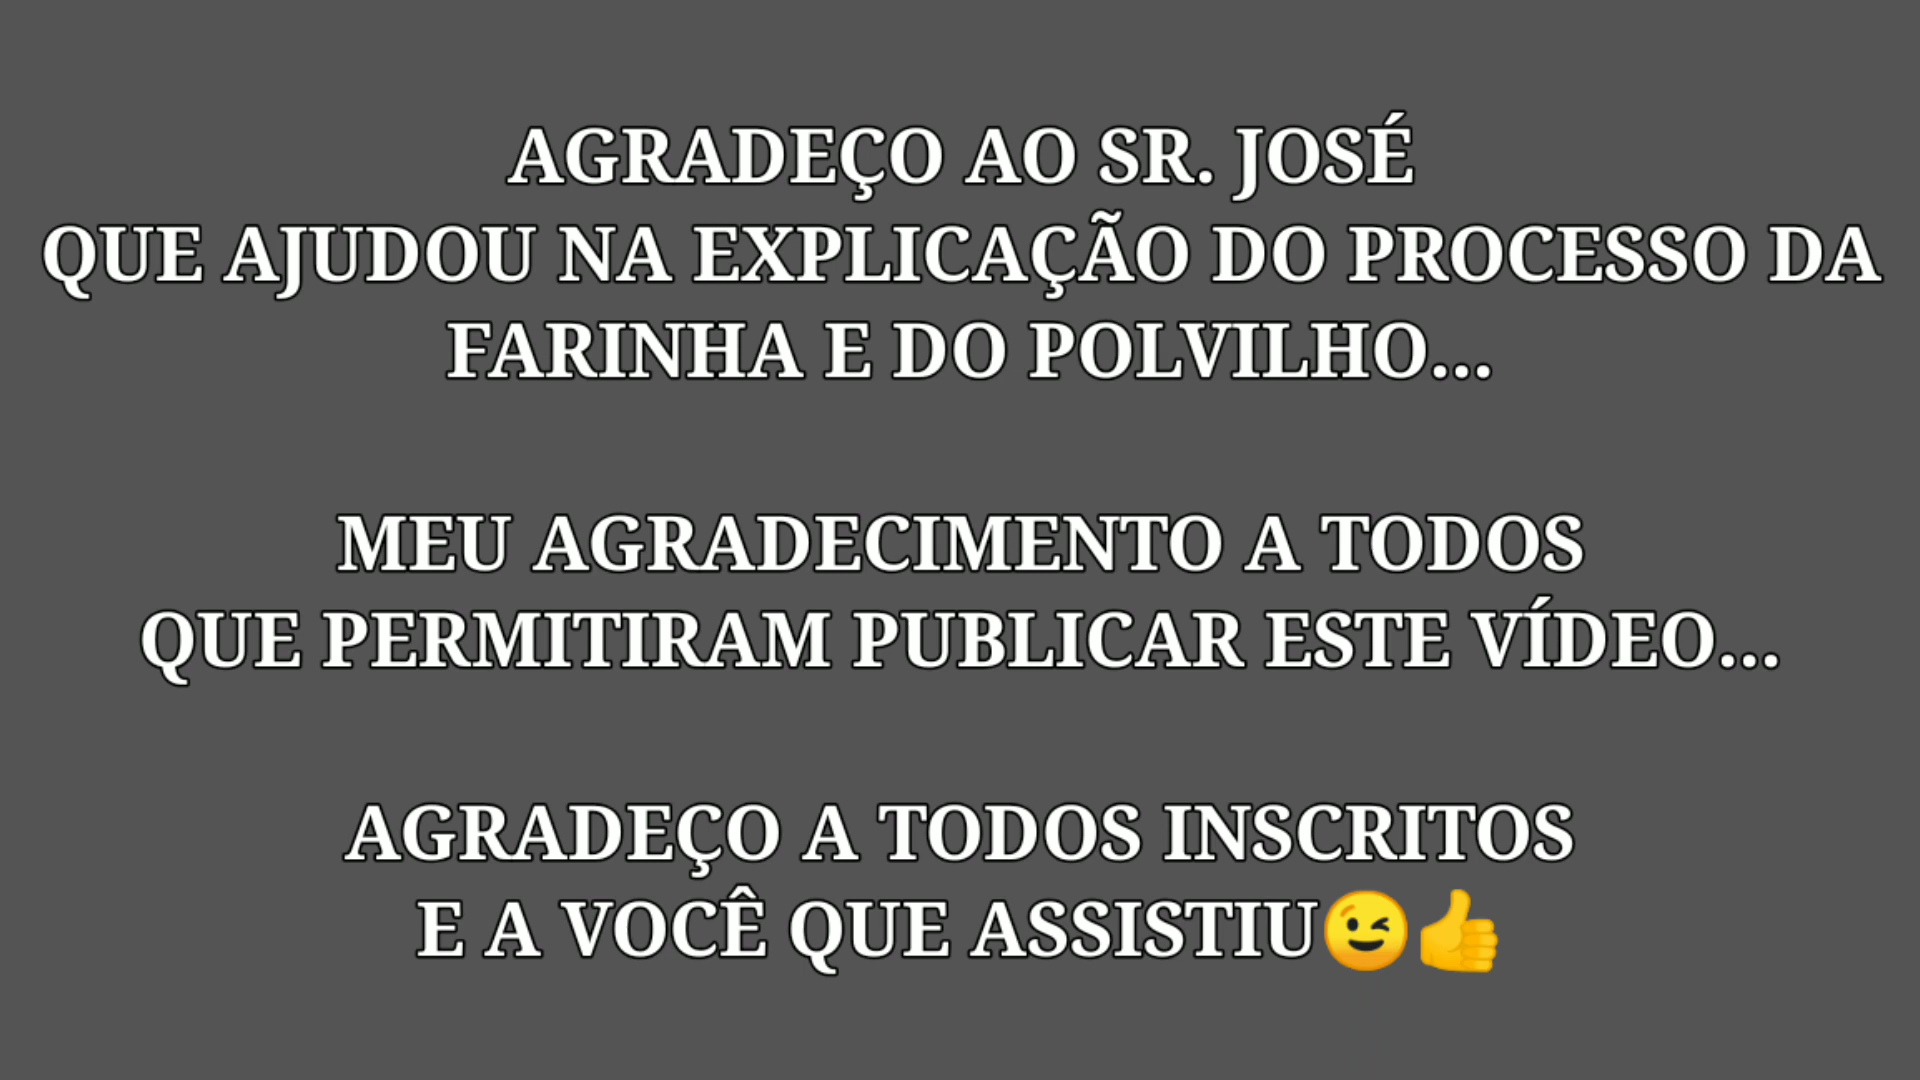 AGRADEÇO AO SR. JOSÉ
QUE AJUDOU NA EXPLICAÇÃO DO PROCESSO DA
FARINHA E DO POLVILHO...
MEU AGRADECIMENTO A TODOS
QUE PERMITIRAM PUBLICAR ESTE VÍDEO...
AGRADEÇO A TODOS INSCRITOS
E A VOCÊ QUE ASSISTIU😉👍